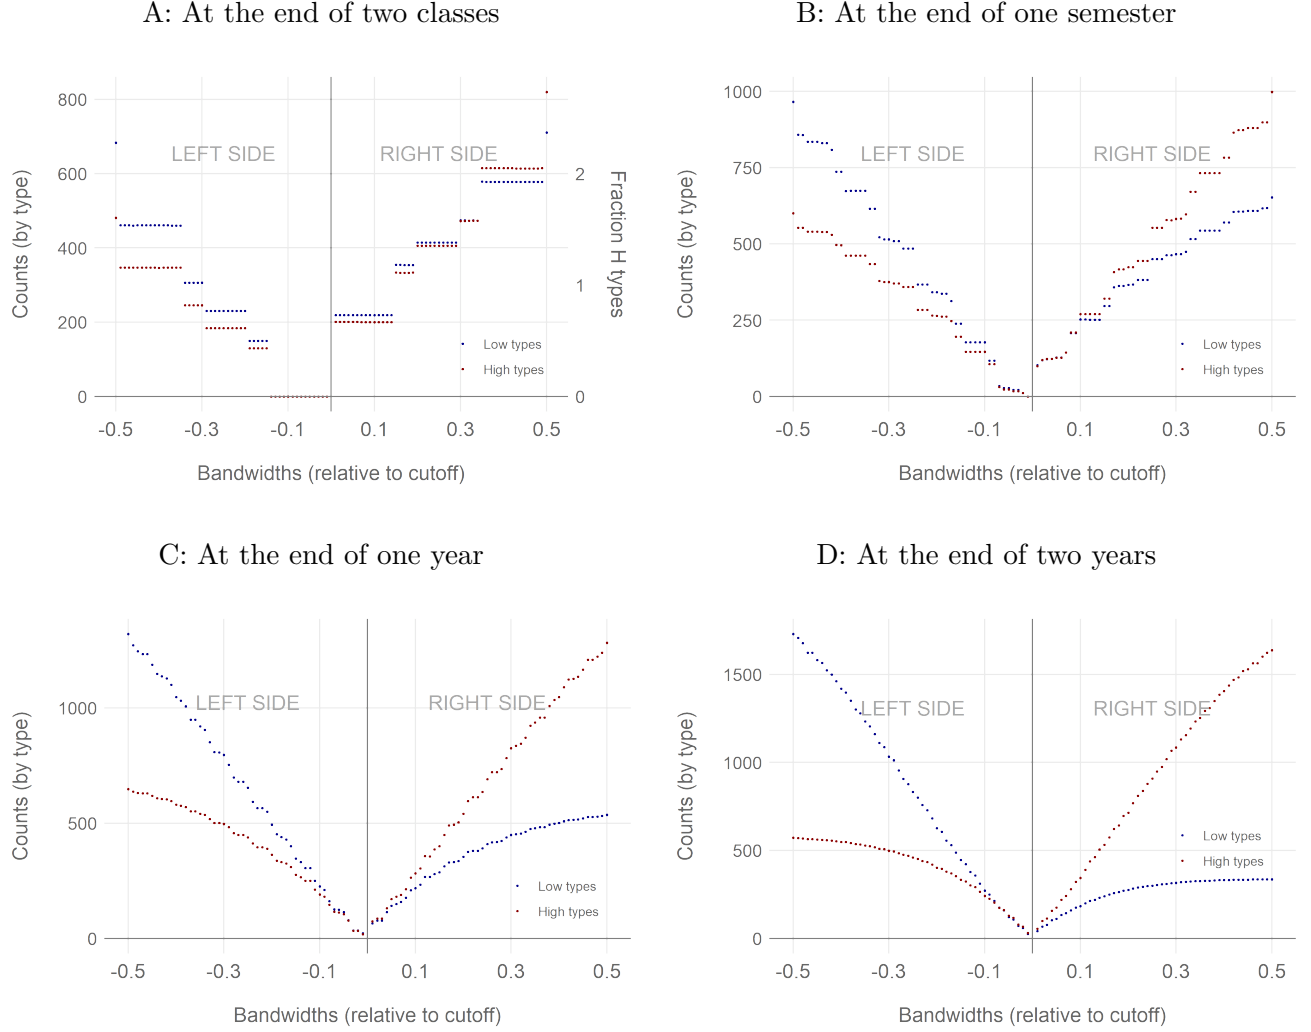 A: At the end of two classes
Counts (by type)
800
600
400
200
0
LEFT SIDE
RIGHT SIDE
2
1
0
Fraction H types
Low types
High types
-0.5 -0.3 -0.1 0.1 0.3 0.5
Bandwidths (relative to cutoff)
B: At the end of one semester
Counts (by type)
1000
750
500
250
0
LEFT SIDE
RIGHT SIDE
Low types
High types
-0.5 -0.3 -0.1 0.1 0.3 0.5
Bandwidths (relative to cutoff)
C: At the end of one year
Counts (by type)
1000
500
0
LEFT SIDE
RIGHT SIDE
Low types
High types
-0.5 -0.3 -0.1 0.1 0.3 0.5
Bandwidths (relative to cutoff)
D: At the end of two years
Counts (by type)
1500
1000
500
0
LEFT SIDE
RIGHT SIDE
Low types
High types
-0.5 -0.3 -0.1 0.1 0.3 0.5
Bandwidths (relative to cutoff)